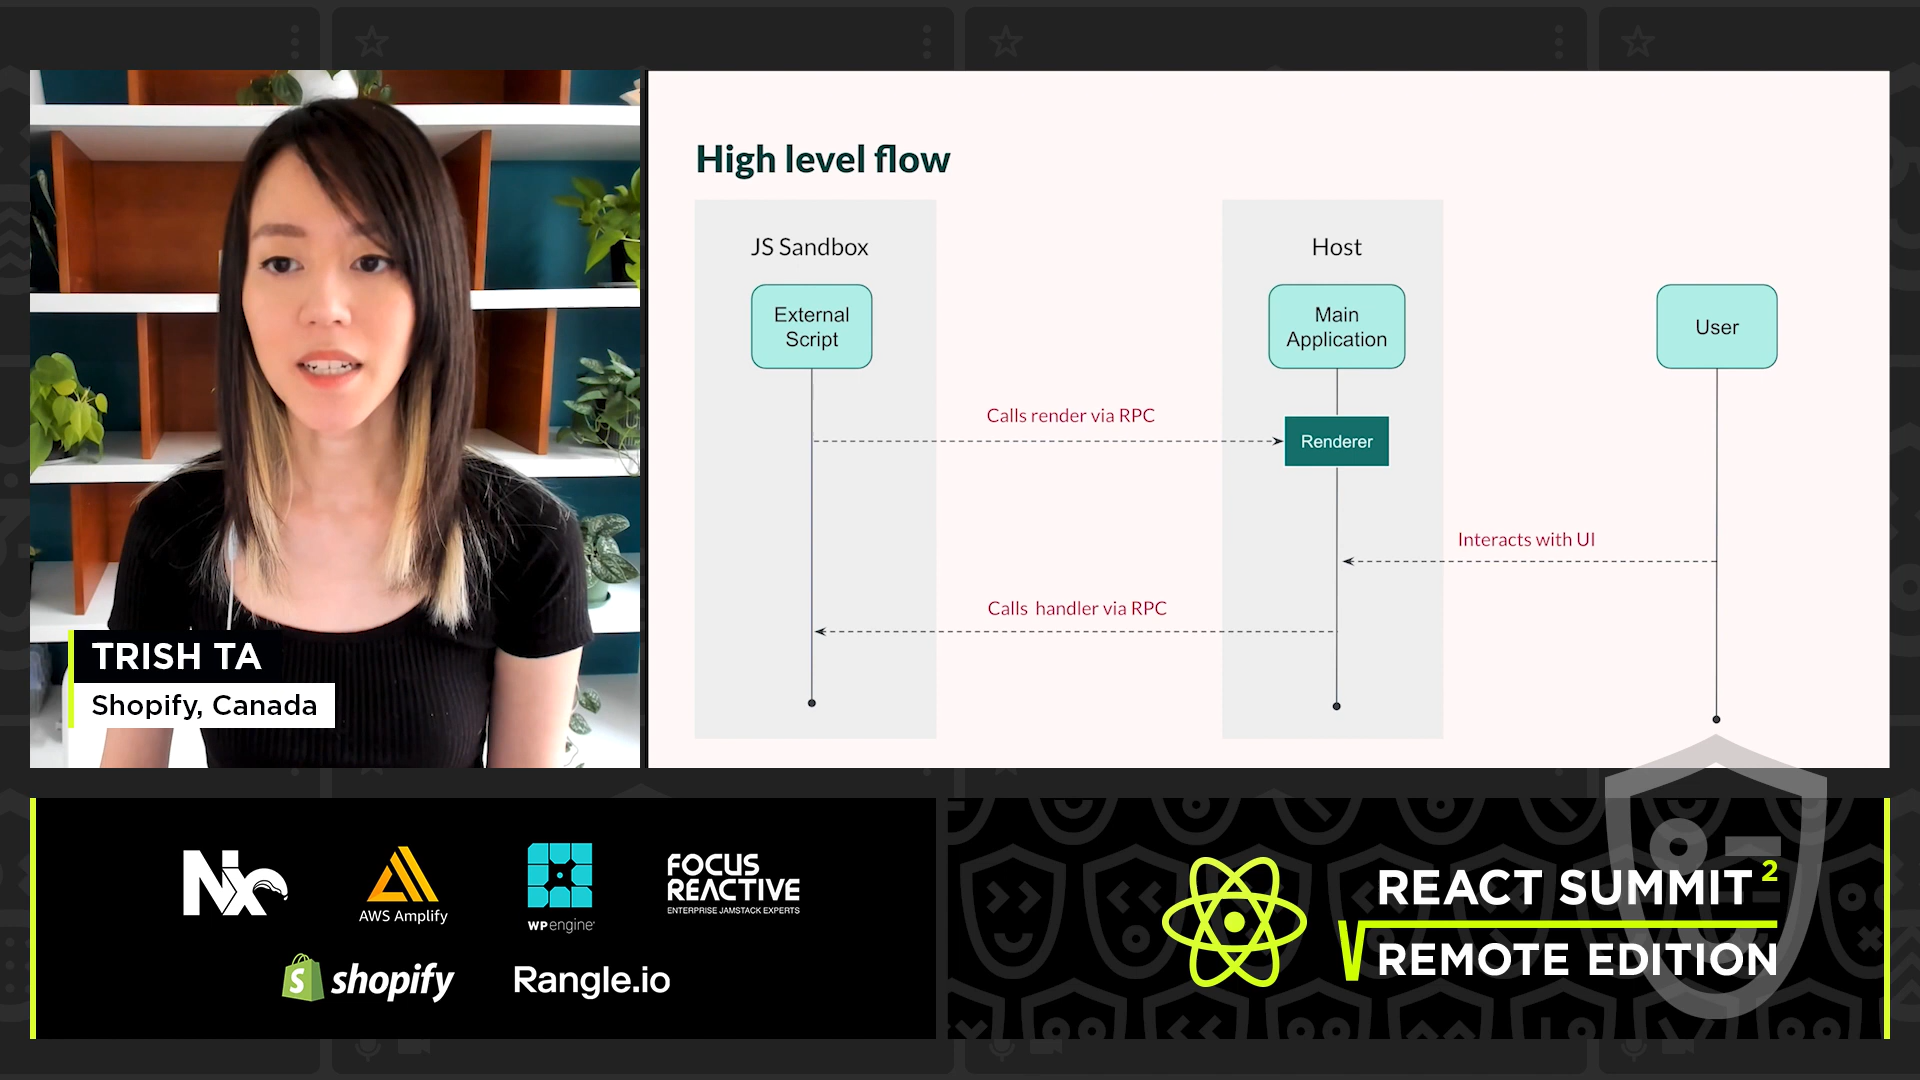 High level flow
JS Sandbox
Host
External
Script
Main
Application
User
Calls render via RPC
Renderer
Interacts with UI
Calls handler via RPC
TRISH TA
Shopify, Canada
Nx
AWS Amplify
WP engine
FOCUS
REACTIVE
ENTERPRISE JAMSTACK EXPERTS
S shopify
Rangle.io
REACT SUMMIT 2
REMOTE EDITION